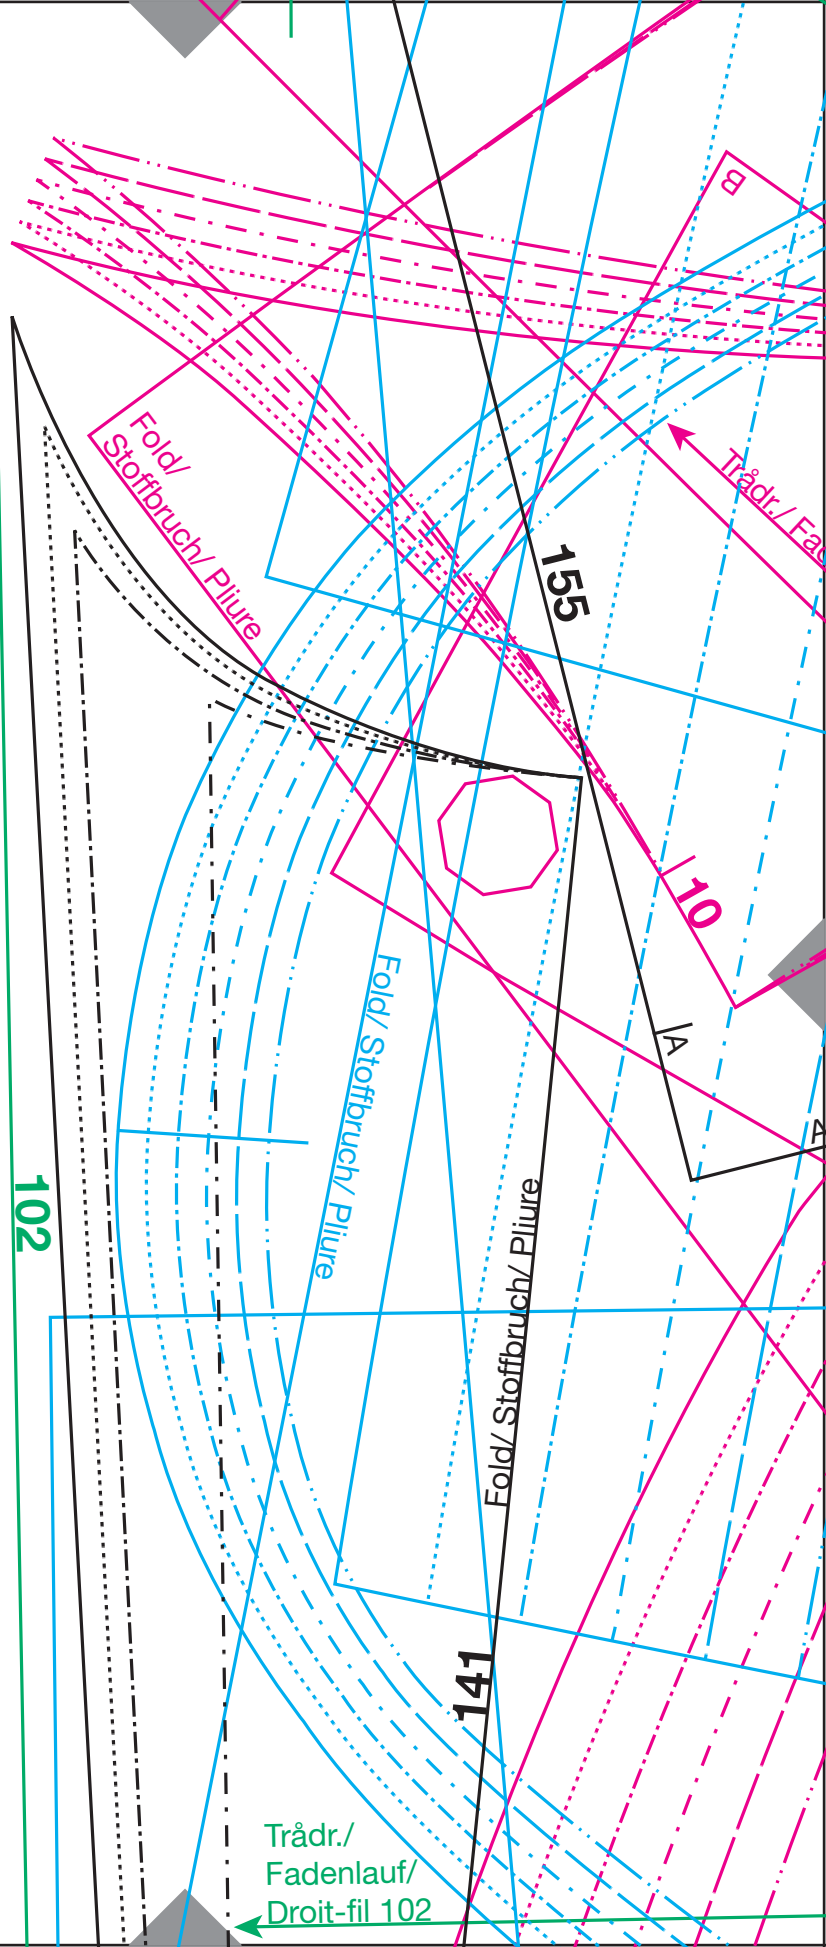 B
Fold/
Stoffbruch/ Pliure
Trådr./ Fad
155
10
A
A
Fold/ Stoffbruch/ Pliure
102
Fold/ Stoffbruch/ Pliure
141
Trådr./
Fadenlauf/
Droit-fil 102